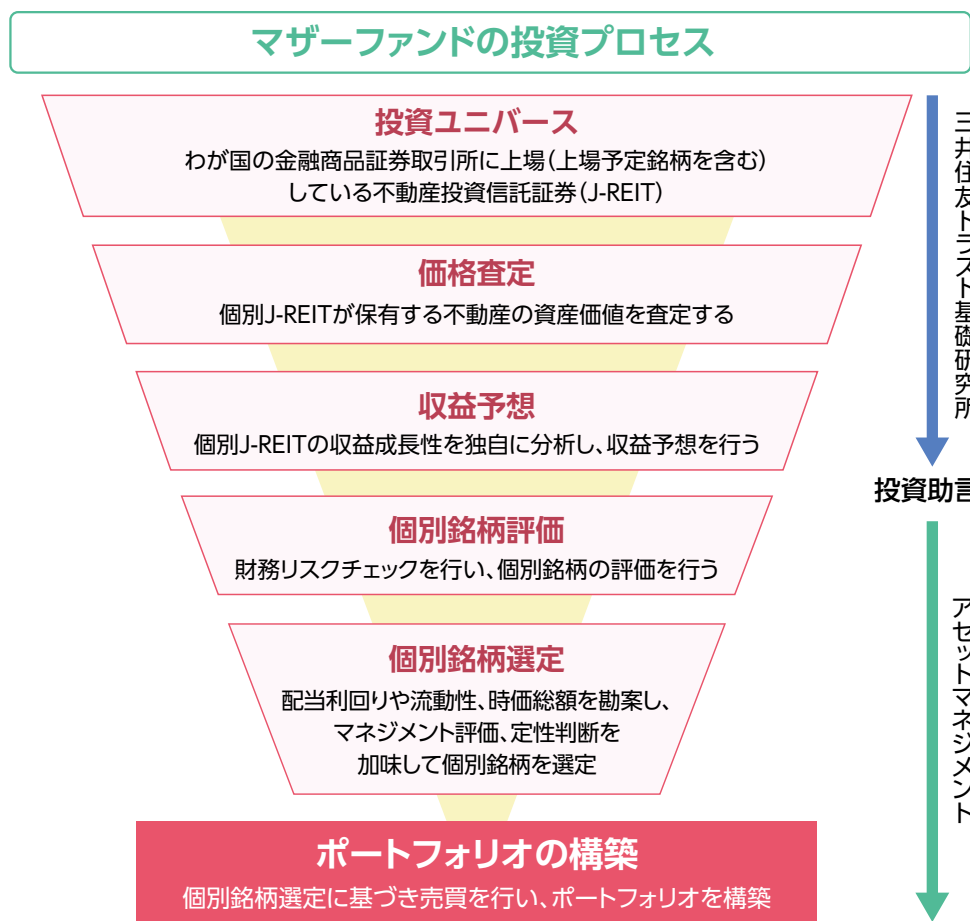 マザーファンドの投資プロセス
投資ユニバース
わが国の金融商品証券取引所に上場(上場予定銘柄を含む)
している不動産投資信託証券(J-REIT)
価格査定
個別J-REITが保有する不動産の資産価値を査定する
収益予想
個別J-REITの収益成長性を独自に分析し、収益予想を行う
個別銘柄評価
財務リスクチェックを行い、個別銘柄の評価を行う
個別銘柄選定
配当利回りや流動性、時価総額を勘案し、
マネジメント評価、定性判断を
加味して個別銘柄を選定
ポートフォリオの構築
個別銘柄選定に基づき売買を行い、ポートフォリオを構築
三井住友トラスト基礎研究所
投資助言
アセットマネジメント